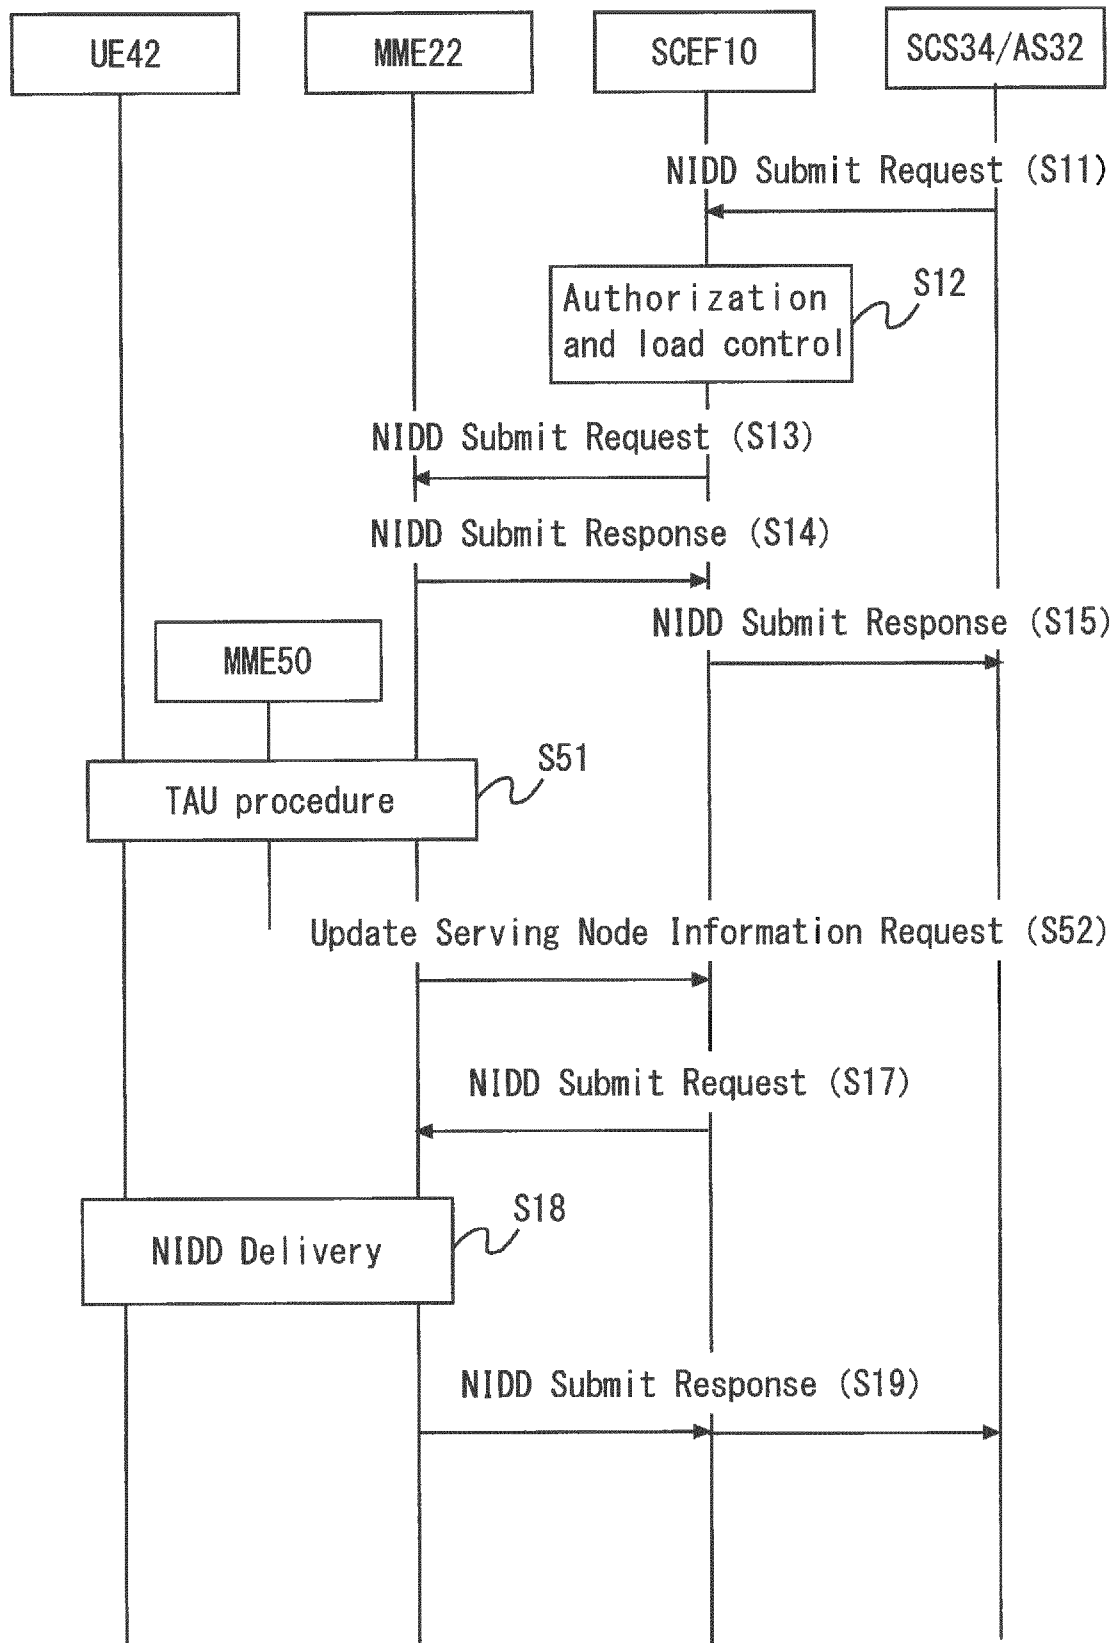 UE42
MME22
SCEF10
SCS34/AS32
NIDD Submit Request (S11)
Authorization
and load control
S12
NIDD Submit Request (S13)
NIDD Submit Response (S14)
NIDD Submit Response (S15)
MME50
TAU procedure
S51
Update Serving Node Information Request (S52)
NIDD Submit Request (S17)
NIDD Delivery
S18
NIDD Submit Response (S19)